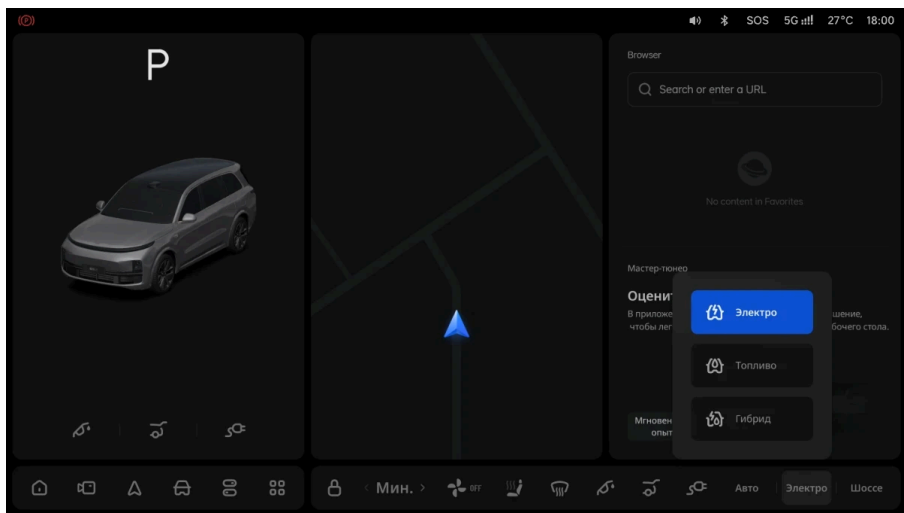 (P)
SOS
5G
27°C
18:00
P
Browser
Search or enter a URL
No content in Favorites
Мастер-тюнео
Оцени
В приложе
шение,
чтобы лег
бочего стола.
Электро
Топливо
Гибрид
Мгновен
опыт
Мин.
OFF
Авто
Электро
Шоссе